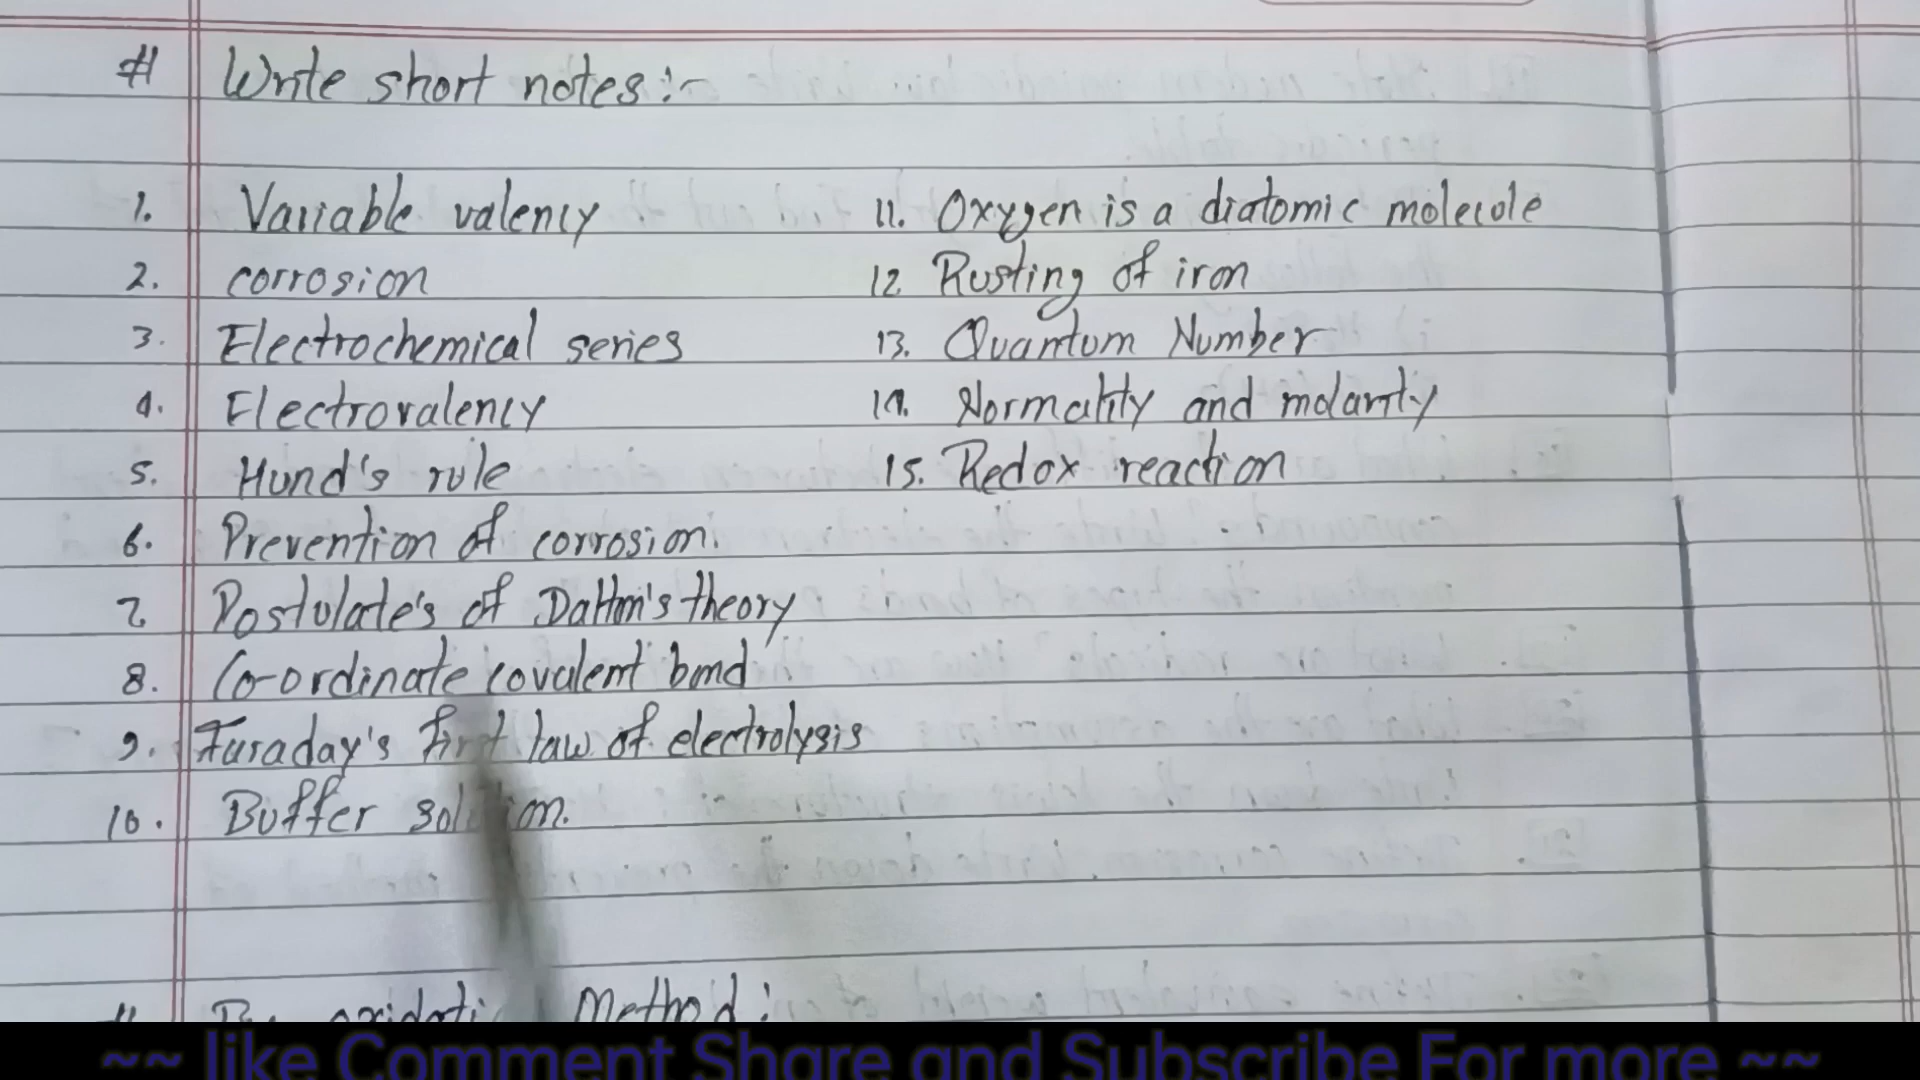 # Write short notes:-
1. Variable valency
2. corrosion
3. Electrochemical series
4. Electrovalency
5. Hund's rule
6. Prevention of corrosion.
7 Postulate's of Dalton's theory
8. Co-ordinate covalent bond
9. Faraday's first law of electrolysis
10. Buffer solution.
11. Oxygen is a diatomic molecule
12 Rusting of iron
13. Quantum Number
14. Normality and molarity
15. Redox reaction
Method:
~~ like Comment Share and Subscribe For more ~~